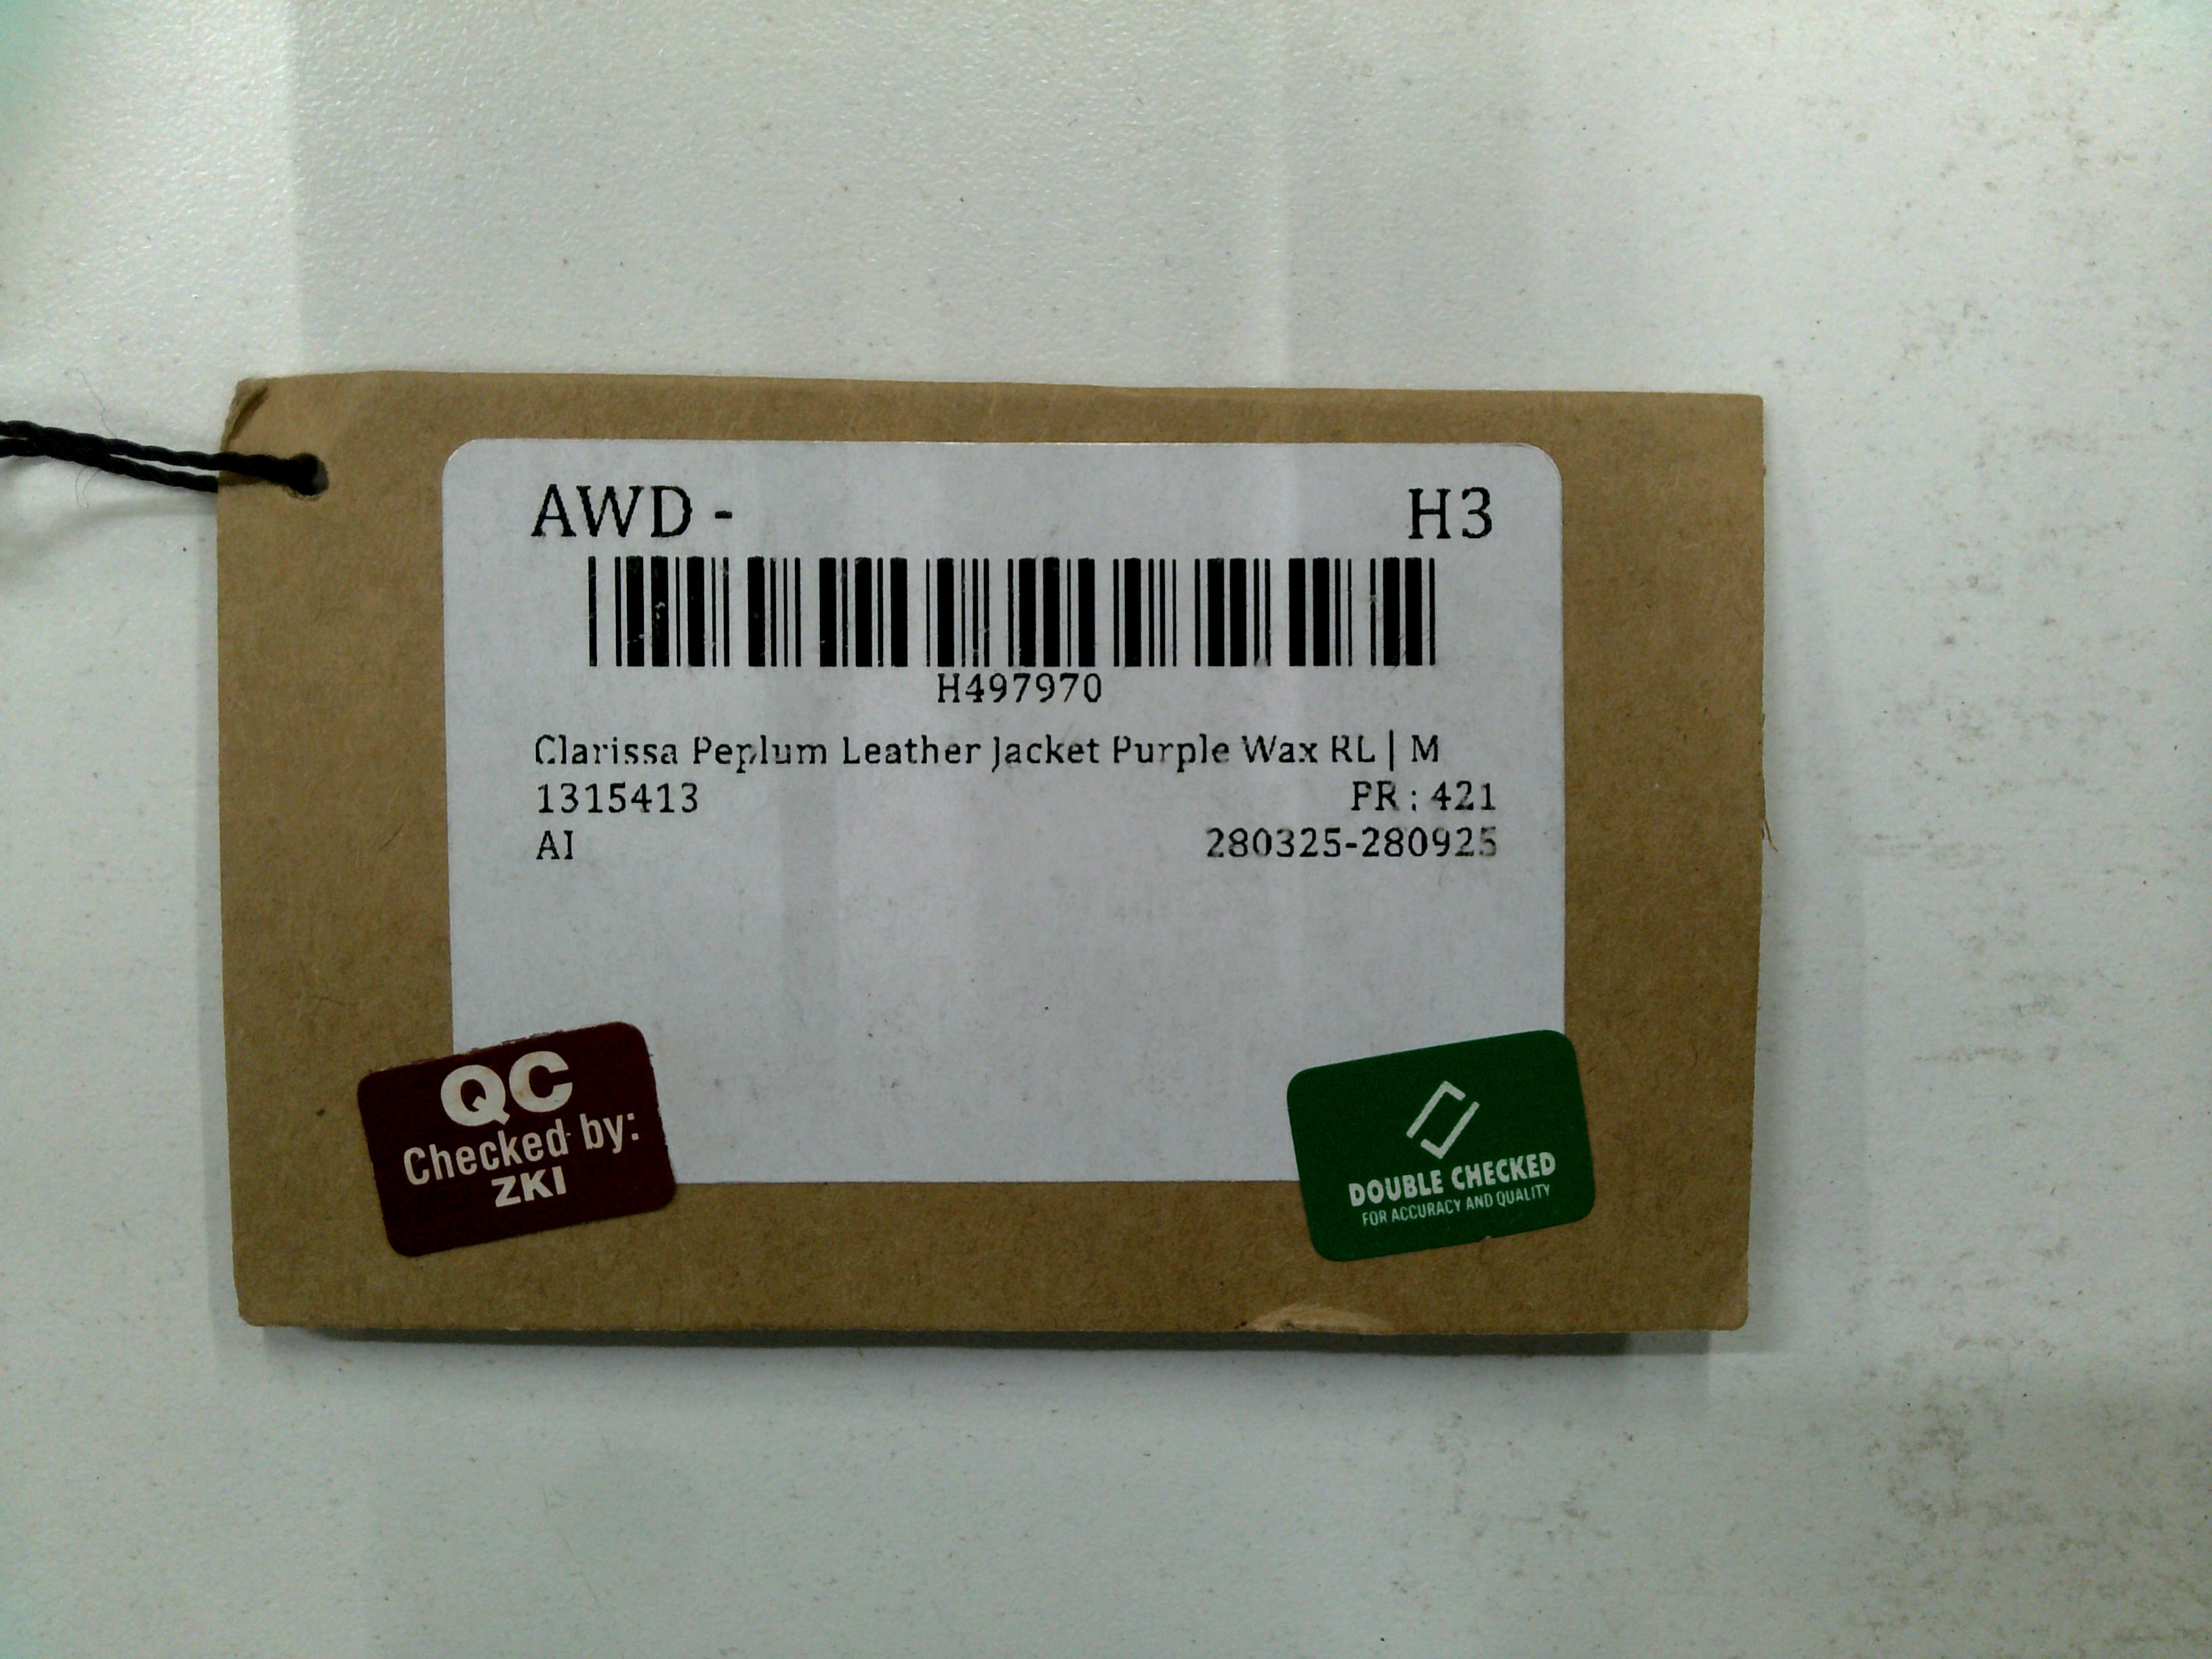 AWD - H3
H497970
Clarissa Peplum Leather Jacket Purple Wax RL | M
1315413 PR : 421
AI 280325-280925
QC
Checked by:
ZKI
DOUBLE CHECKED
FOR ACCURACY AND QUALITY